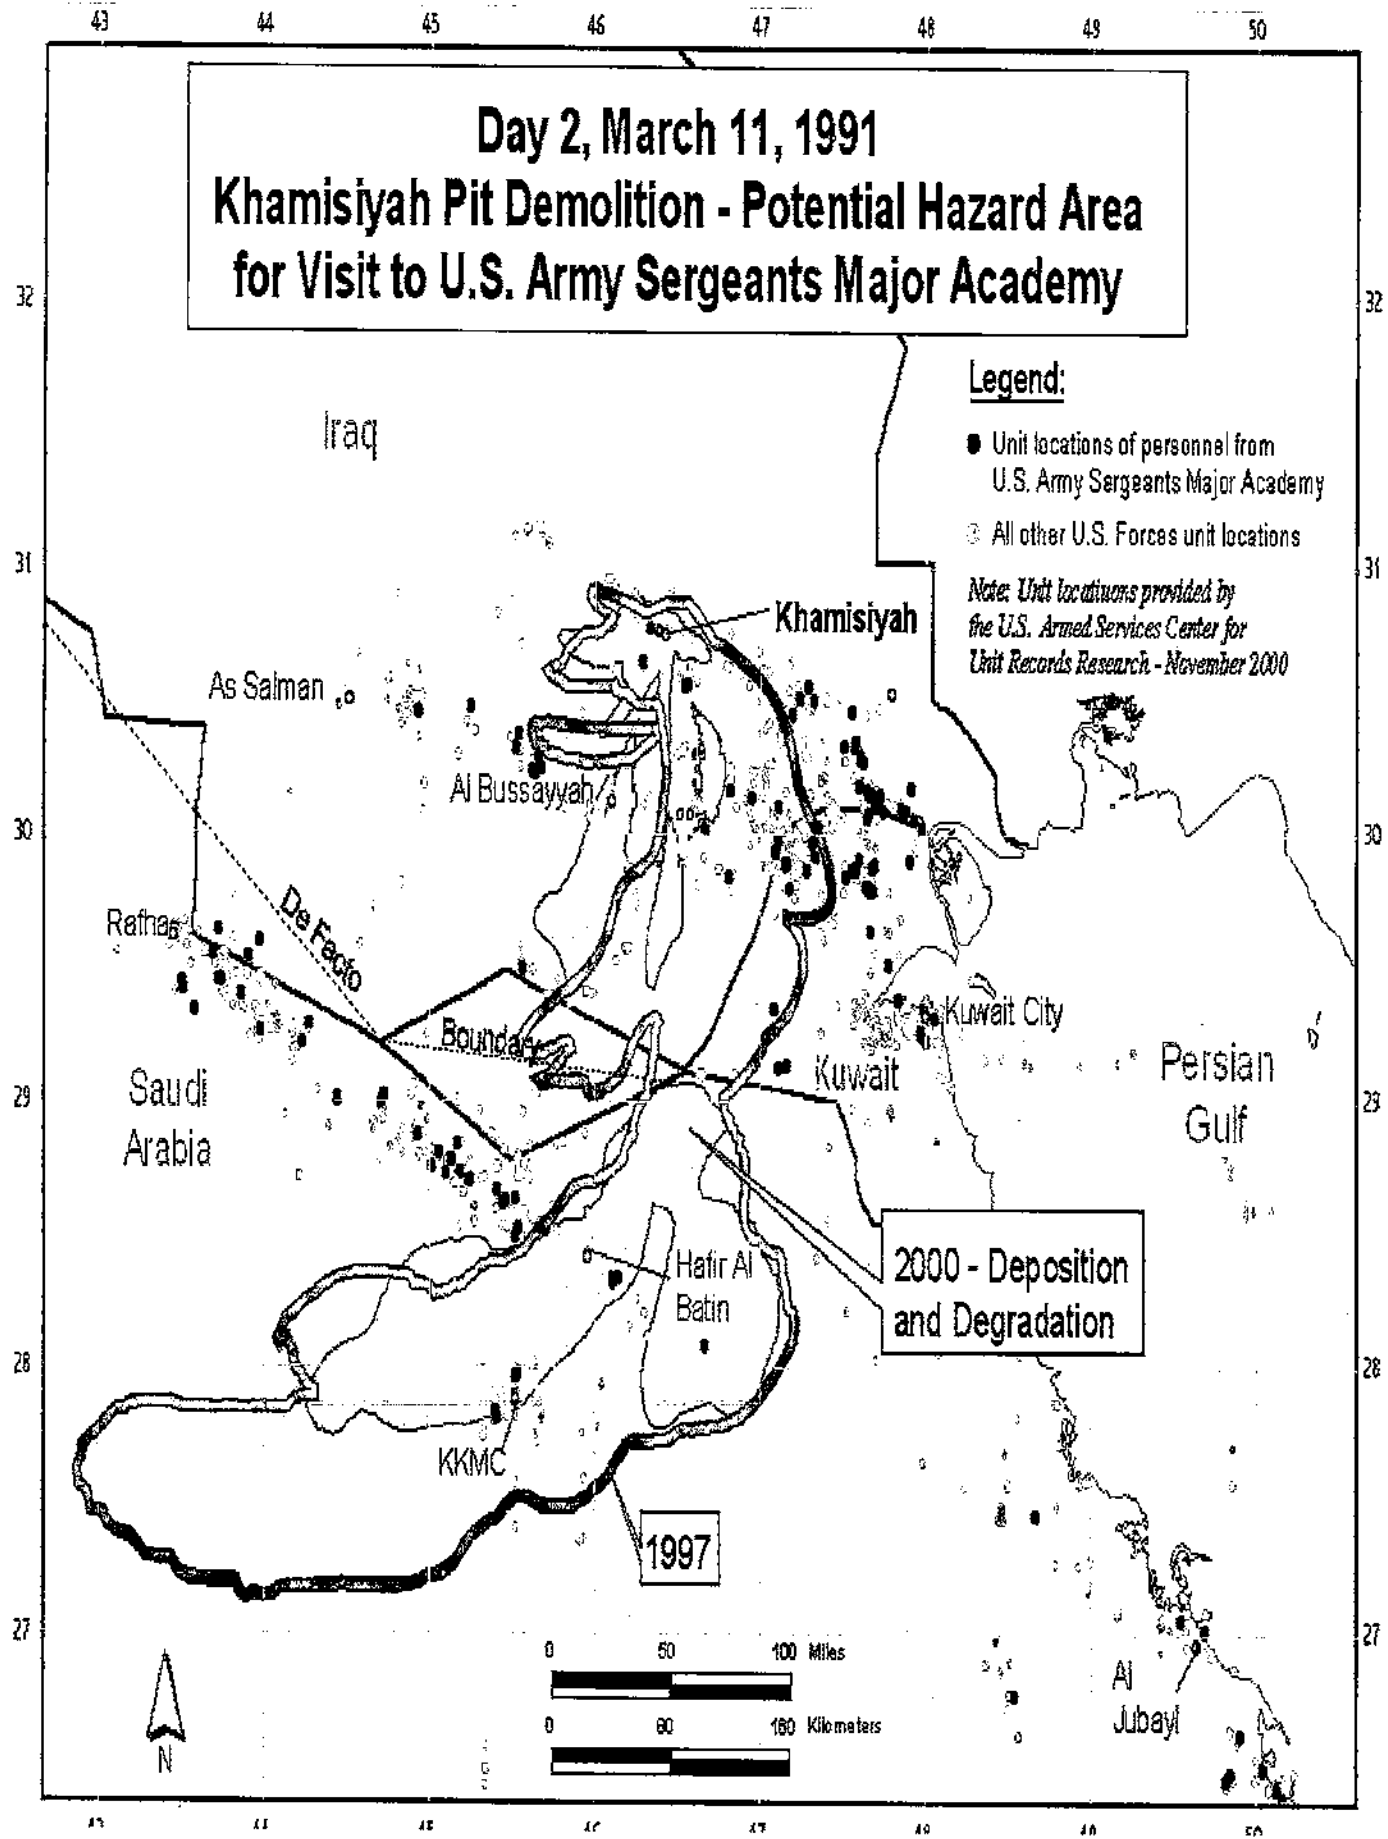 43 44 45 46 47 48 49 50
Day 2, March 11, 1991
Khamisiyah Pit Demolition - Potential Hazard Area
for Visit to U.S. Army Sergeants Major Academy
32 32
Legend:
Iraq
Unit locations of personnel from
U.S. Army Sergeants Major Academy
All other U.S. Forces unit locations
31 31
Note: Unit locatiuons provided by
the U.S. Armed Services Center for
Unit Records Research - November 2000
Khamisiyah
As Salman
Al Bussayyah
30 30
Rafha
De Facto
Boundary
Kuwait City
Kuwait
Persian
Gulf
Saudi
Arabia
29 29
2000 - Deposition
and Degradation
Hafir Al
Batin
28 28
KKMC
1997
27 27
0 50 100 Miles
0 80 160 Kilometers
Al
Jubayl
N